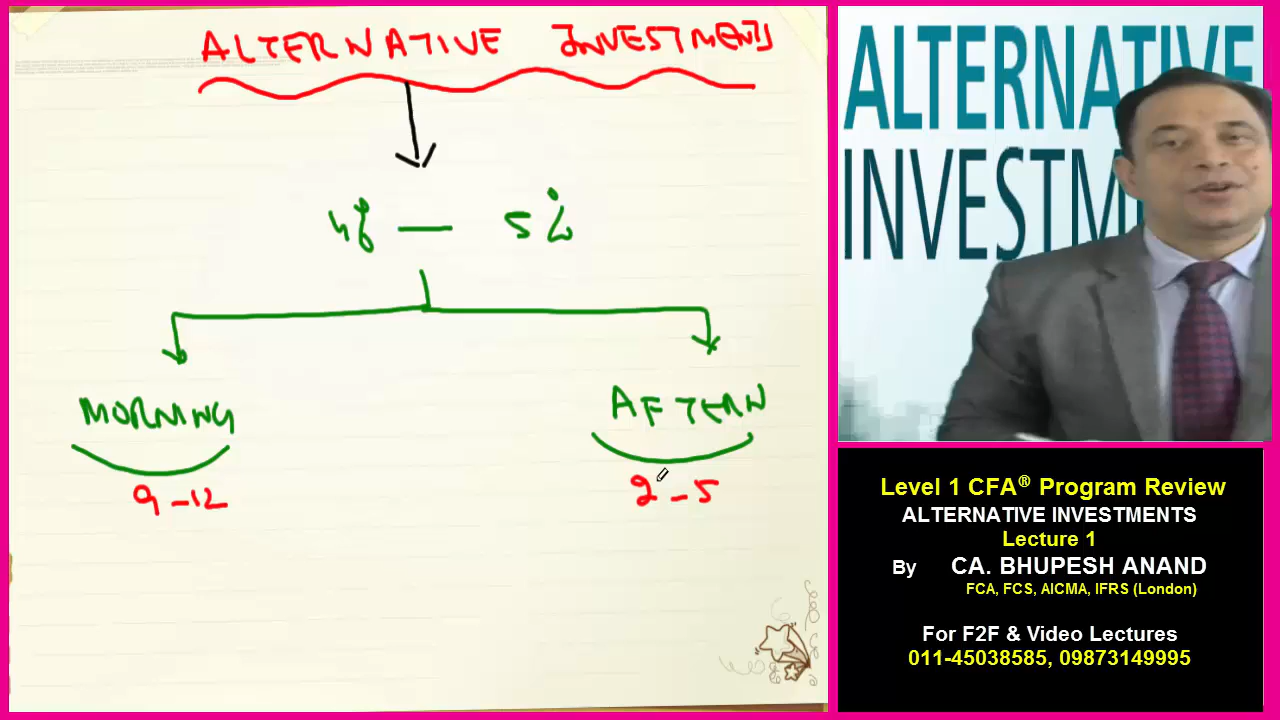 ALTERNATIVE INVESTMENTS
4% — 5%
MORNING
AFTERN
9 – 12
2 – 5
ALTERNATIVE
INVESTM
Level 1 CFA® Program Review
ALTERNATIVE INVESTMENTS
Lecture 1
By CA. BHUPESH ANAND
FCA, FCS, AICMA, IFRS (London)
For F2F & Video Lectures
011-45038585, 09873149995